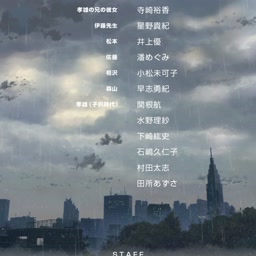 孝雄の兄の彼女 寺崎裕香
伊藤先生 星野貴紀
松本 井上優
佐藤 潘めぐみ
相沢 小松未可子
森山 早志勇紀
孝雄(子供時代) 関根航
水野理紗
下崎紘史
石嶋久仁子
村田太志
田所あずさ
STAFF